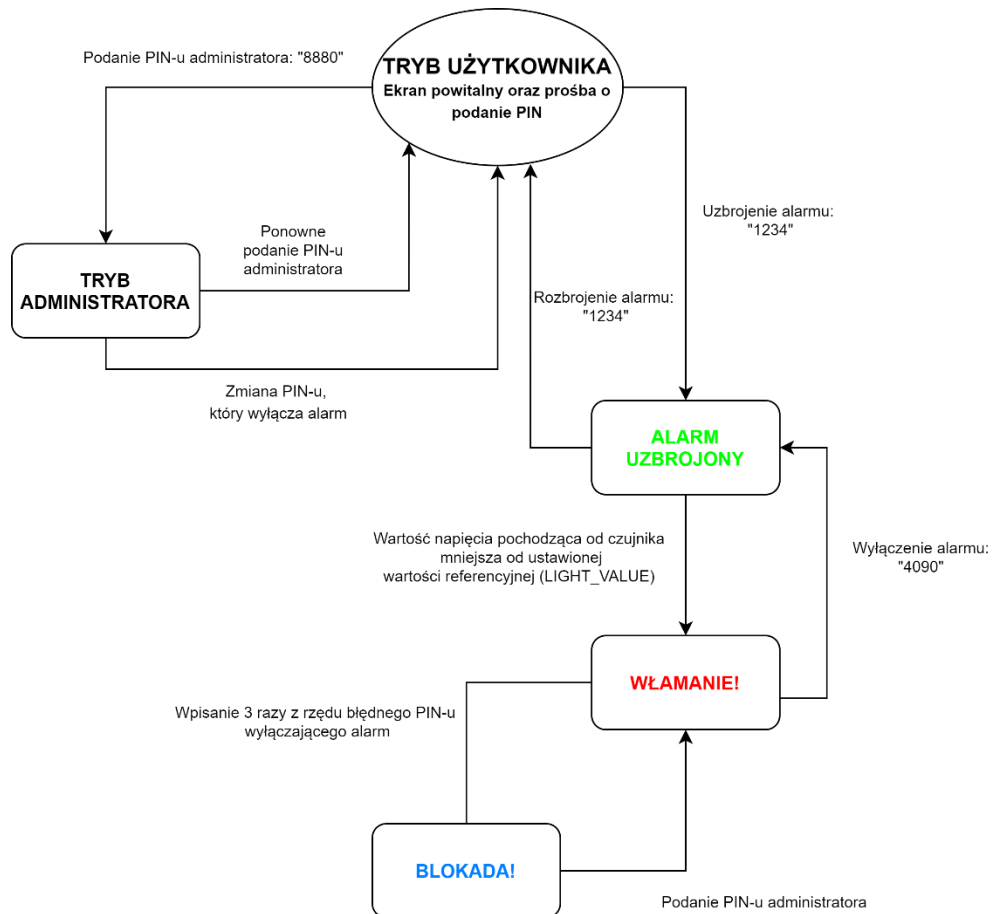 Podanie PIN-u administratora: "8880"
TRYB UŻYTKOWNIKA
Ekran powitalny oraz prośba o
podanie PIN
Uzbrojenie alarmu:
"1234"
Ponowne
podanie PIN-u
administratora
TRYB
ADMINISTRATORA
Rozbrojenie alarmu:
"1234"
Zmiana PIN-u,
który wyłącza alarm
ALARM
UZBROJONY
Wartość napięcia pochodząca od czujnika
mniejsza od ustawionej
wartości referencyjnej (LIGHT_VALUE)
Wyłączenie alarmu:
"4090"
WŁAMANIE!
Wpisanie 3 razy z rzędu błędnego PIN-u
wyłączającego alarm
BLOKADA!
Podanie PIN-u administratora